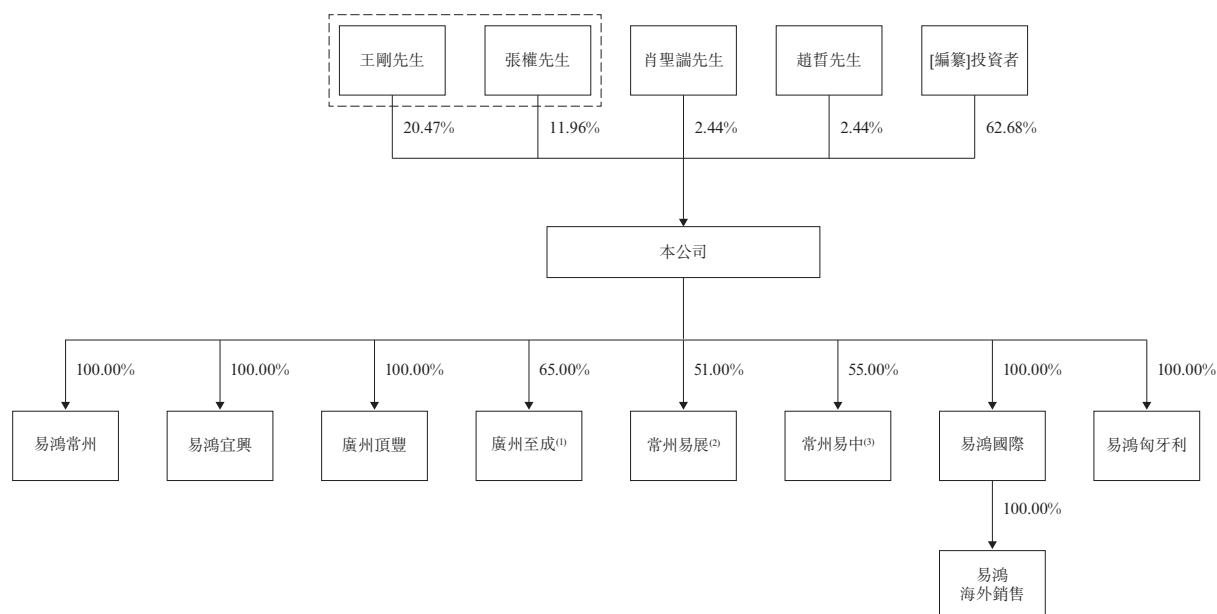 王剛先生
張權先生
肖聖諯先生
趙哲先生
[編纂]投資者
20.47%
11.96%
2.44%
2.44%
62.68%
本公司
100.00%
100.00%
100.00%
65.00%
51.00%
55.00%
100.00%
100.00%
易鴻常州
易鴻宜興
廣州頂豐
廣州至成(1)
常州易展(2)
常州易中(3)
易鴻國際
易鴻匈牙利
100.00%
易鴻
海外銷售